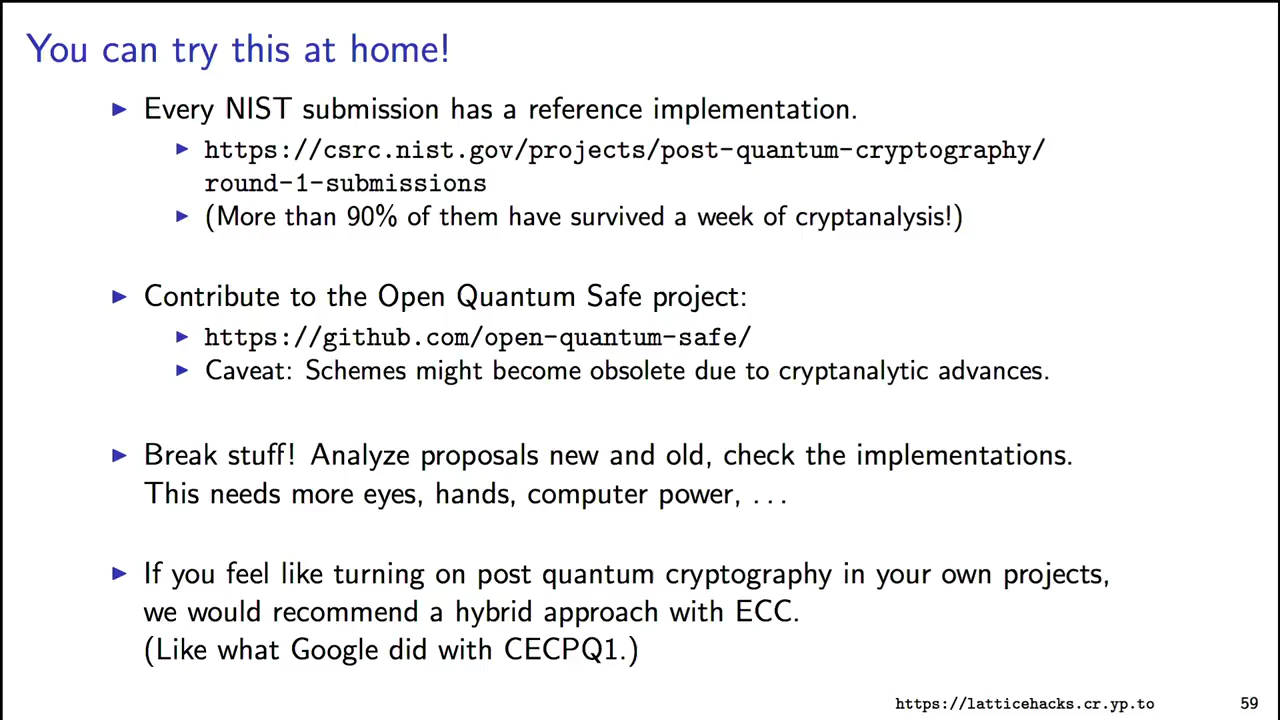 You can try this at home!
▶ Every NIST submission has a reference implementation.
▶ https://csrc.nist.gov/projects/post-quantum-cryptography/
round-1-submissions
▶ (More than 90% of them have survived a week of cryptanalysis!)
▶ Contribute to the Open Quantum Safe project:
▶ https://github.com/open-quantum-safe/
▶ Caveat: Schemes might become obsolete due to cryptanalytic advances.
▶ Break stuff! Analyze proposals new and old, check the implementations.
This needs more eyes, hands, computer power, ...
▶ If you feel like turning on post quantum cryptography in your own projects,
we would recommend a hybrid approach with ECC.
(Like what Google did with CECPQ1.)
https://latticehacks.cr.yp.to 59